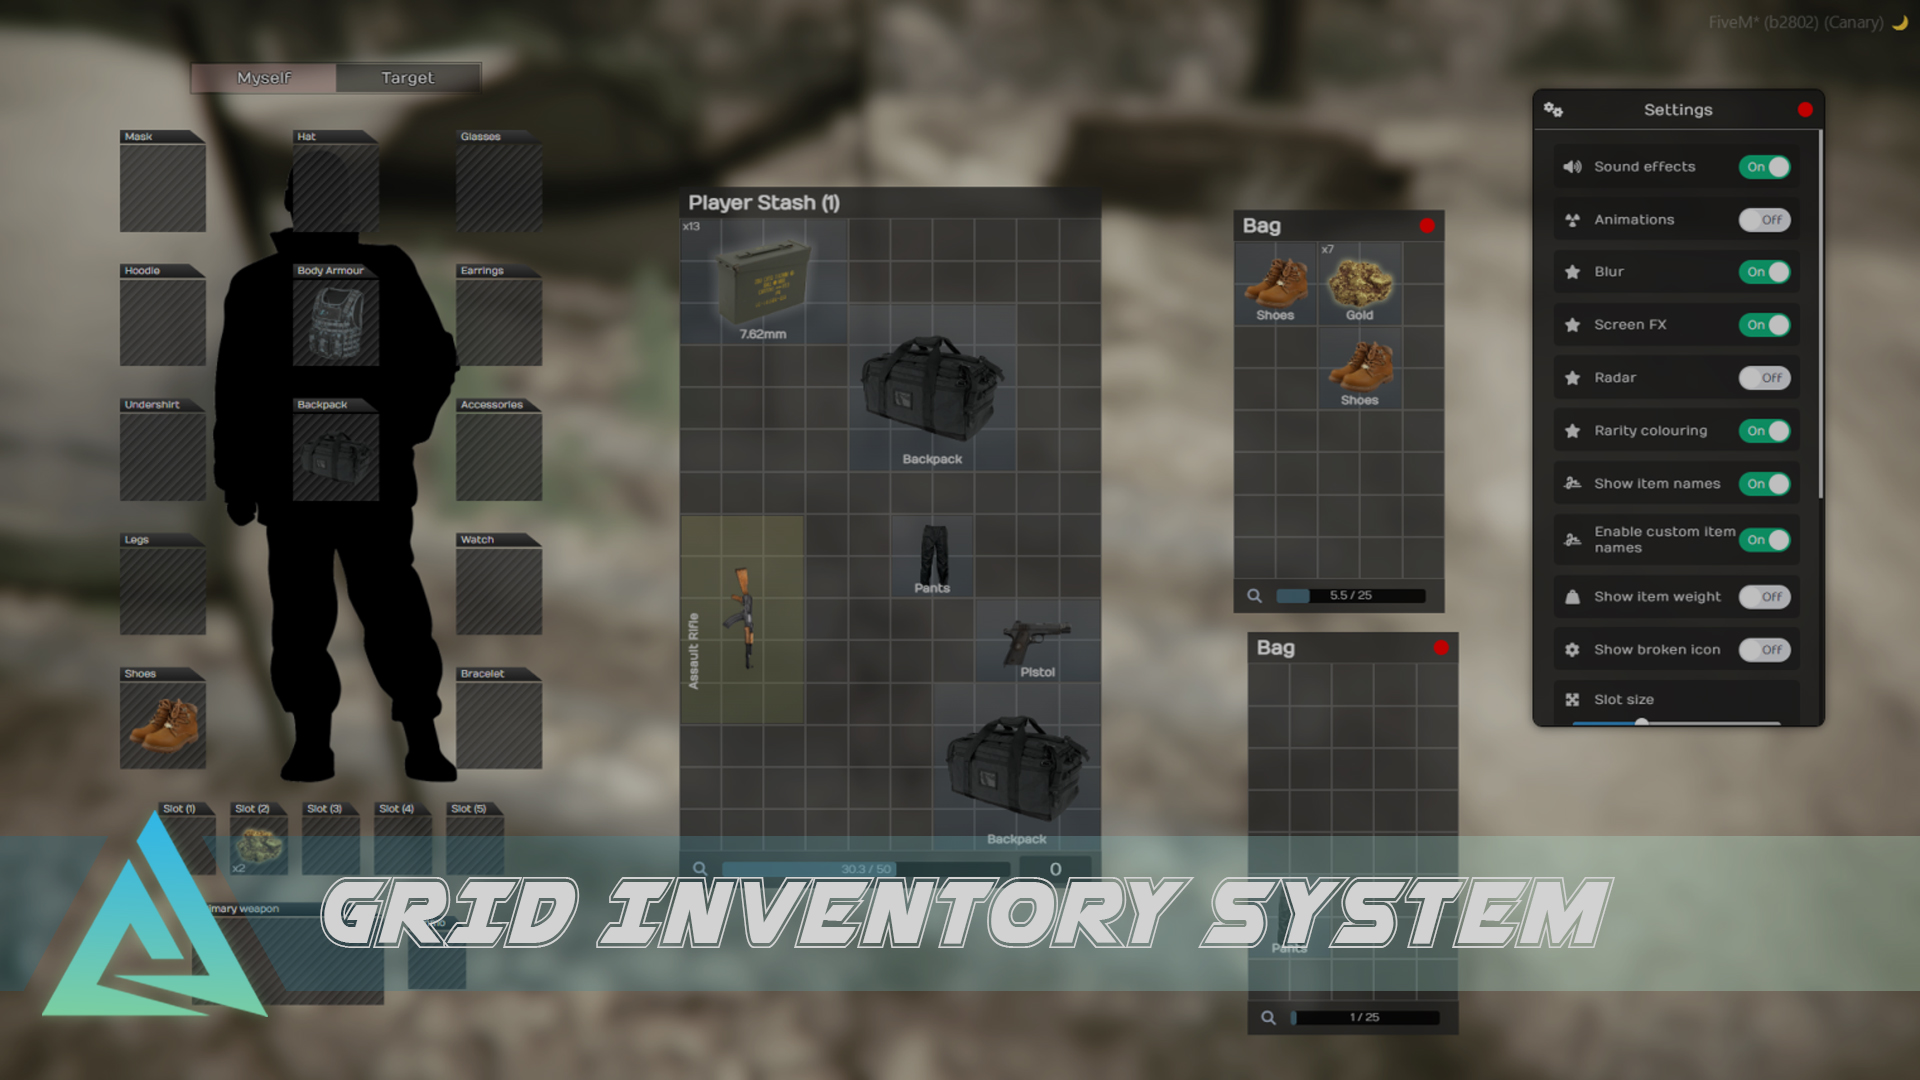 FiveM* (b2802) (Canary)
Myself
Target
Mask
Hat
Glasses
Hoodie
Body Armour
Earrings
Undershirt
Backpack
Accessories
Legs
Watch
Shoes
Bracelet
Slot (1)
Slot (2)
Slot (3)
Slot (4)
Slot (5)
x2
mary weapon
Player Stash (1)
x13
7.62mm
Backpack
Assault Rifle
Pants
Pistol
Backpack
30.3 / 50
0
Bag
x7
Shoes
Gold
Shoes
5.5 / 25
Bag
Pants
1 / 25
Settings
Sound effects
On
Animations
Off
Blur
On
Screen FX
On
Radar
Off
Rarity colouring
On
Show item names
On
Enable custom item
names
On
Show item weight
Off
Show broken icon
Off
Slot size
GRID INVENTORY SYSTEM